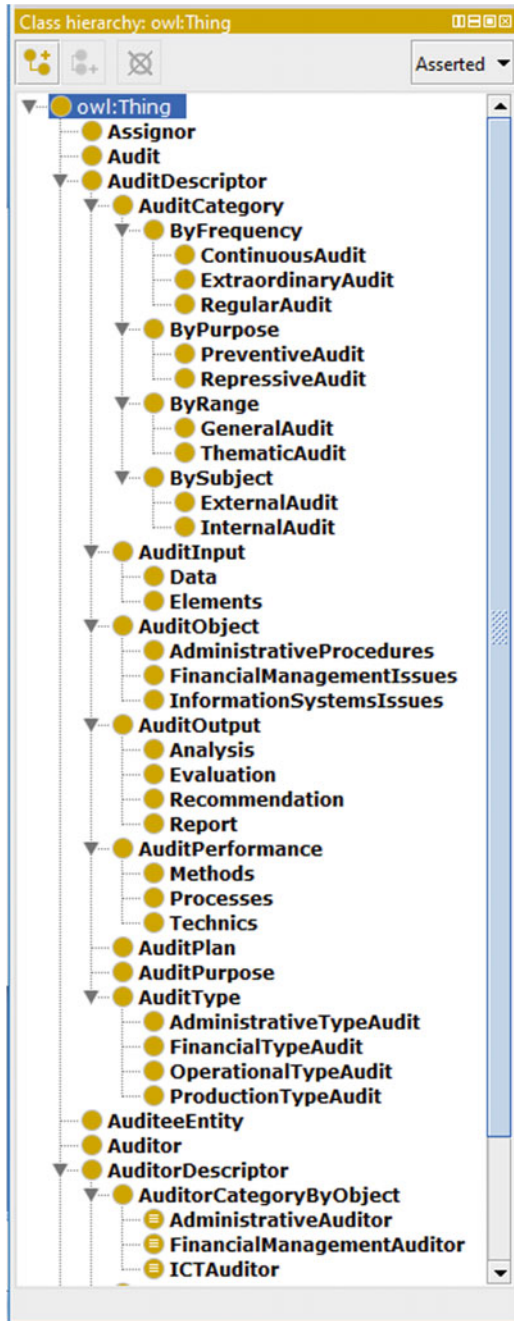 Class hierarchy: owl:Thing
Asserted
owl:Thing
Assignor
Audit
AuditDescriptor
AuditCategory
ByFrequency
ContinuousAudit
ExtraordinaryAudit
RegularAudit
ByPurpose
PreventiveAudit
RepressiveAudit
ByRange
GeneralAudit
ThematicAudit
BySubject
ExternalAudit
InternalAudit
AuditInput
Data
Elements
AuditObject
AdministrativeProcedures
FinancialManagementIssues
InformationSystemsIssues
AuditOutput
Analysis
Evaluation
Recommendation
Report
AuditPerformance
Methods
Processes
Technics
AuditPlan
AuditPurpose
AuditType
AdministrativeTypeAudit
FinancialTypeAudit
OperationalTypeAudit
ProductionTypeAudit
AuditeeEntity
Auditor
AuditorDescriptor
AuditorCategoryByObject
AdministrativeAuditor
FinancialManagementAuditor
ICTAuditor